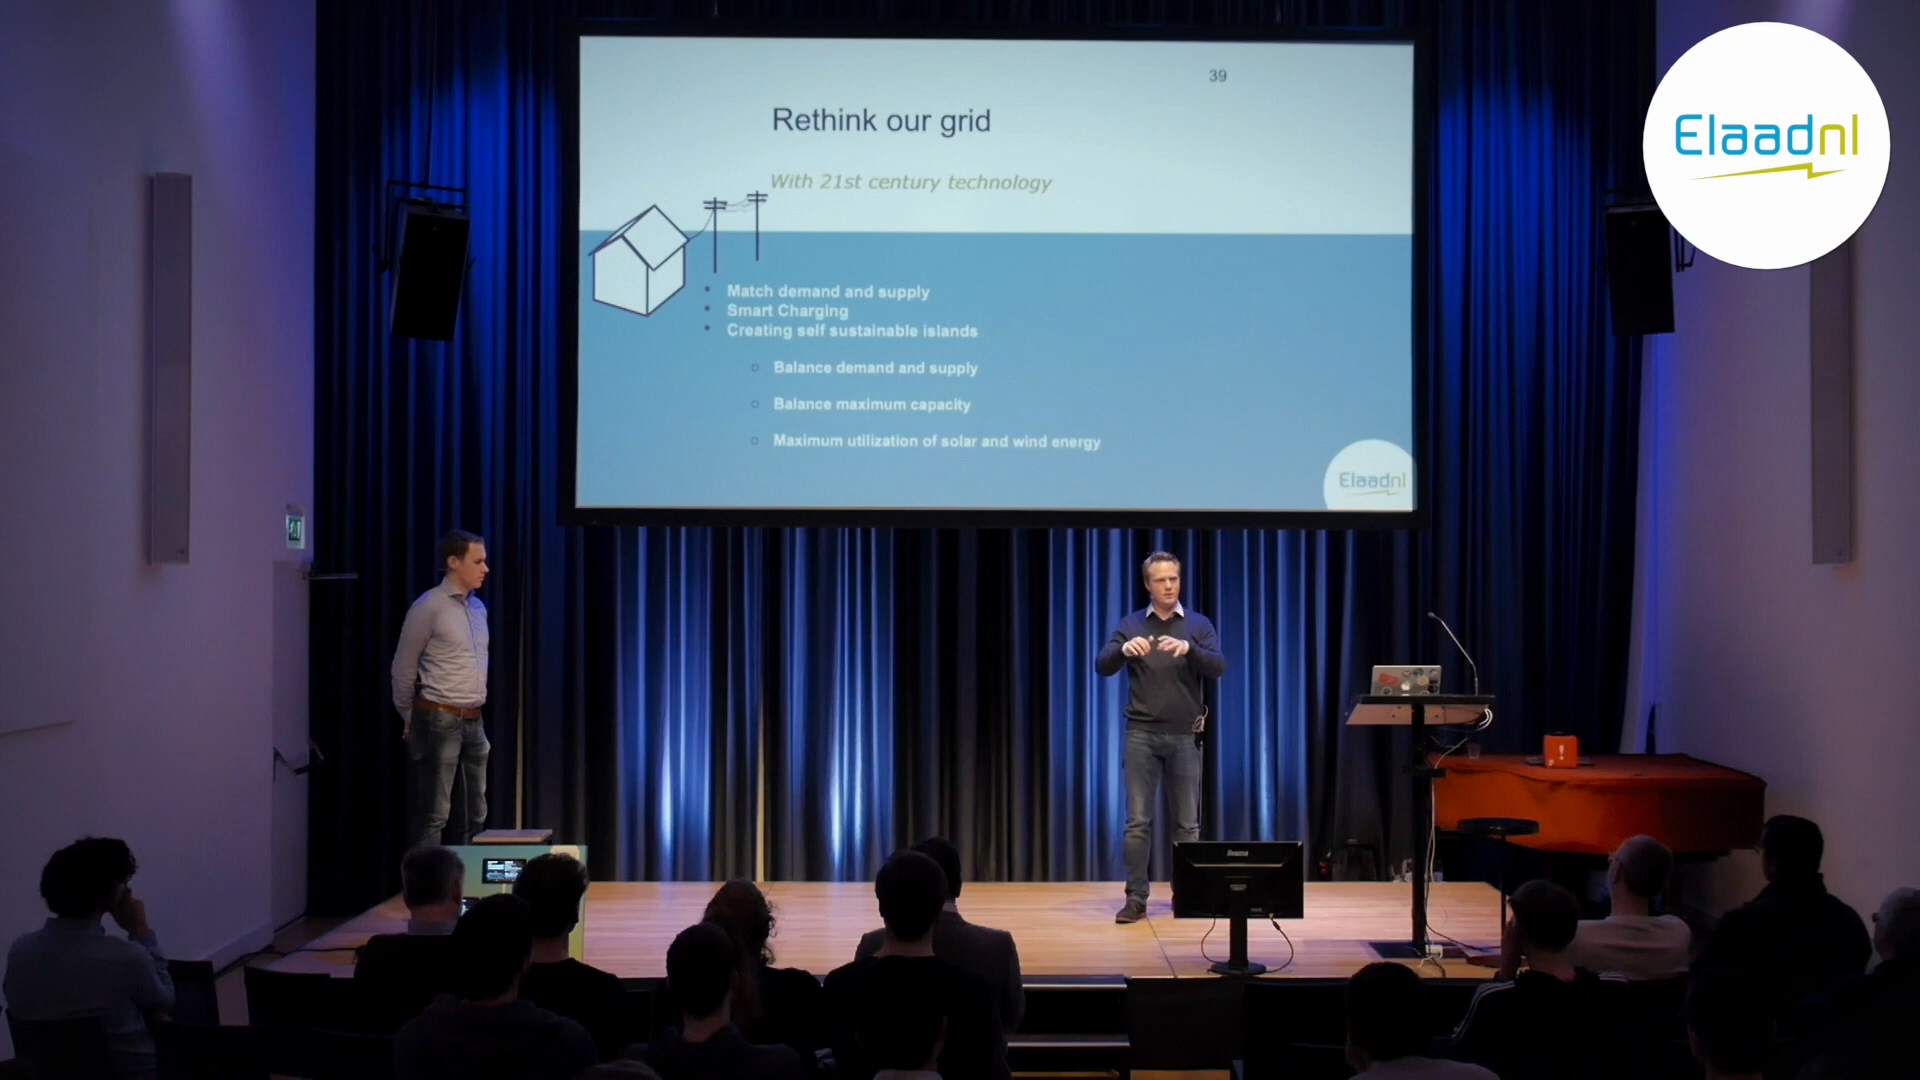 39
Rethink our grid
With 21st century technology
• Match demand and supply
• Smart Charging
• Creating self sustainable islands
○ Balance demand and supply
○ Balance maximum capacity
○ Maximum utilization of solar and wind energy
Elaadnl
Elaadnl
iiyama